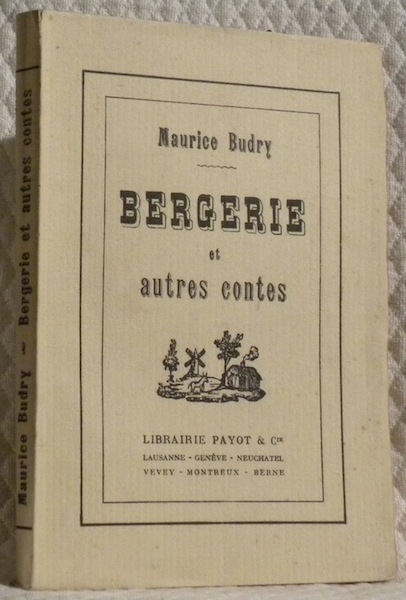 Maurice Budry
BERGERIE
et
autres contes
LIBRAIRIE PAYOT & Cie
LAUSANNE - GENÈVE - NEUCHATEL
VEVEY - MONTREUX - BERNE
Maurice Budry ~ Bergerie et autres contes